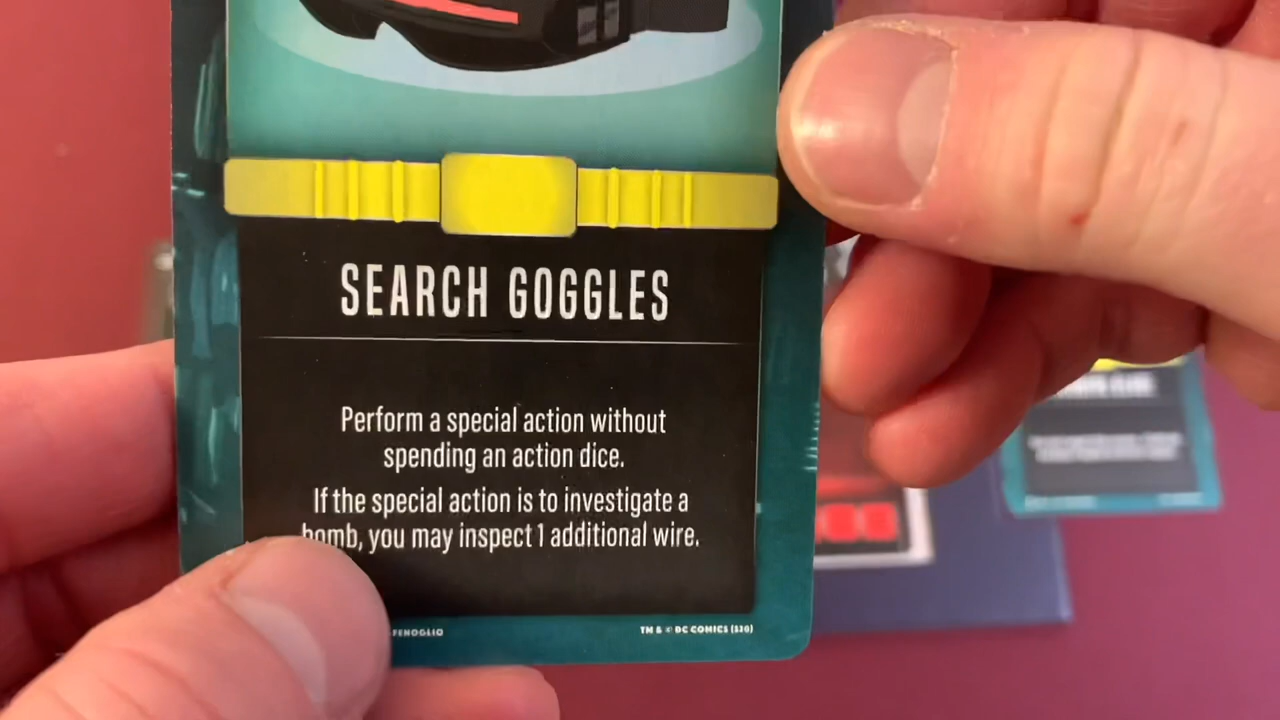 SEARCH GOGGLES
Perform a special action without
spending an action dice.
If the special action is to investigate a
bomb, you may inspect 1 additional wire.
FENOGLIO
TM & © DC COMICS (S20)